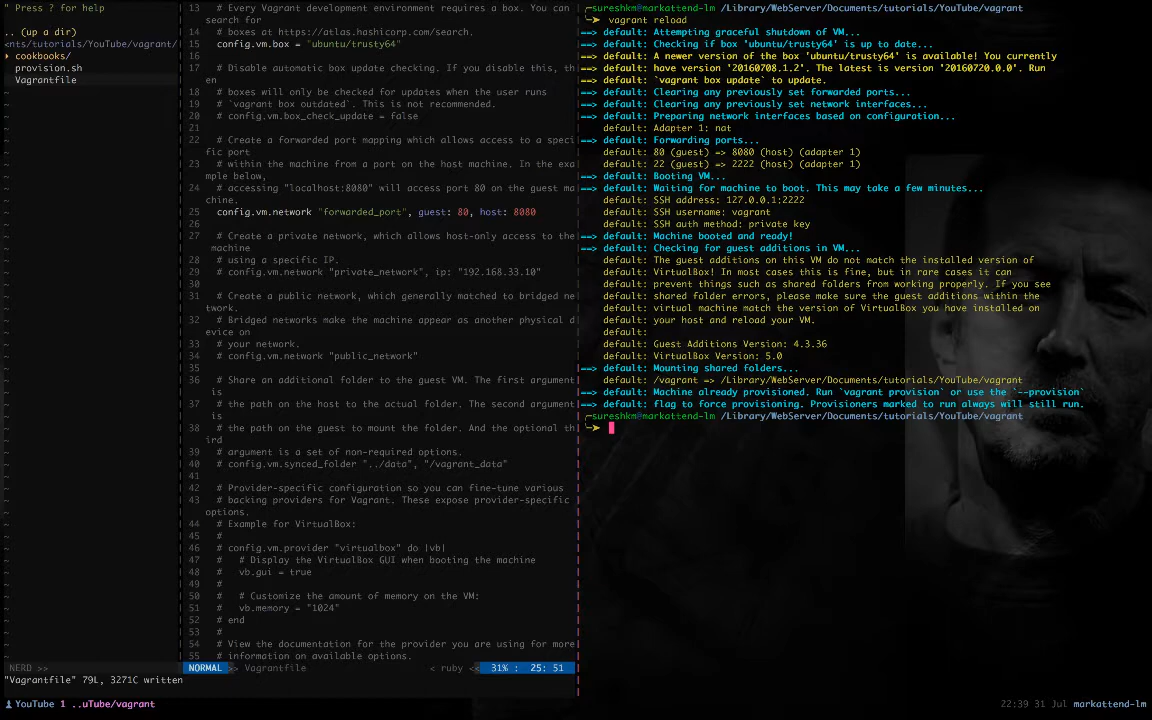 " Press ? for help
.. (up a dir)
<nts/tutorials/YouTube/vagrant/
▸ cookbooks/
provision.sh
Vagrantfile
~
NERD >>
13 # Every Vagrant development environment requires a box. You can
search for
14 # boxes at https://atlas.hashicorp.com/search.
15 config.vm.box = "ubuntu/trusty64"
16
17 # Disable automatic box update checking. If you disable this, th
en
18 # boxes will only be checked for updates when the user runs
19 # `vagrant box outdated`. This is not recommended.
20 # config.vm.box_check_update = false
21
22 # Create a forwarded port mapping which allows access to a speci
fic port
23 # within the machine from a port on the host machine. In the exa
mple below,
24 # accessing "localhost:8080" will access port 80 on the guest ma
chine.
25 config.vm.network "forwarded_port", guest: 80, host: 8080
26
27 # Create a private network, which allows host-only access to the
machine
28 # using a specific IP.
29 # config.vm.network "private_network", ip: "192.168.33.10"
30
31 # Create a public network, which generally matched to bridged ne
twork.
32 # Bridged networks make the machine appear as another physical d
evice on
33 # your network.
34 # config.vm.network "public_network"
35
36 # Share an additional folder to the guest VM. The first argument
is
37 # the path on the host to the actual folder. The second argument
is
38 # the path on the guest to mount the folder. And the optional th
ird
39 # argument is a set of non-required options.
40 # config.vm.synced_folder "../data", "/vagrant_data"
41
42 # Provider-specific configuration so you can fine-tune various
43 # backing providers for Vagrant. These expose provider-specific
options.
44 # Example for VirtualBox:
45 #
46 # config.vm.provider "virtualbox" do |vb|
47 # # Display the VirtualBox GUI when booting the machine
48 # vb.gui = true
49 #
50 # # Customize the amount of memory on the VM:
51 # vb.memory = "1024"
52 # end
53 #
54 # View the documentation for the provider you are using for more
55 # information on available options.
NORMAL >> Vagrantfile < ruby << 31% : 25: 51
"Vagrantfile" 79L, 3271C written
sureshkm@markattend-lm /Library/WebServer/Documents/tutorials/YouTube/vagrant
➤ vagrant reload
==> default: Attempting graceful shutdown of VM...
==> default: Checking if box 'ubuntu/trusty64' is up to date...
==> default: A newer version of the box 'ubuntu/trusty64' is available! You currently
==> default: have version '20160708.1.2'. The latest is version '20160720.0.0'. Run
==> default: `vagrant box update` to update.
==> default: Clearing any previously set forwarded ports...
==> default: Clearing any previously set network interfaces...
==> default: Preparing network interfaces based on configuration...
default: Adapter 1: nat
==> default: Forwarding ports...
default: 80 (guest) => 8080 (host) (adapter 1)
default: 22 (guest) => 2222 (host) (adapter 1)
==> default: Booting VM...
==> default: Waiting for machine to boot. This may take a few minutes...
default: SSH address: 127.0.0.1:2222
default: SSH username: vagrant
default: SSH auth method: private key
==> default: Machine booted and ready!
==> default: Checking for guest additions in VM...
default: The guest additions on this VM do not match the installed version of
default: VirtualBox! In most cases this is fine, but in rare cases it can
default: prevent things such as shared folders from working properly. If you see
default: shared folder errors, please make sure the guest additions within the
default: virtual machine match the version of VirtualBox you have installed on
default: your host and reload your VM.
default:
default: Guest Additions Version: 4.3.36
default: VirtualBox Version: 5.0
==> default: Mounting shared folders...
default: /vagrant => /Library/WebServer/Documents/tutorials/YouTube/vagrant
==> default: Machine already provisioned. Run `vagrant provision` or use the `--provision`
==> default: flag to force provisioning. Provisioners marked to run always will still run.
sureshkm@markattend-lm /Library/WebServer/Documents/tutorials/YouTube/vagrant
➤
YouTube 1 ..uTube/vagrant
22:39 31 Jul markattend-lm